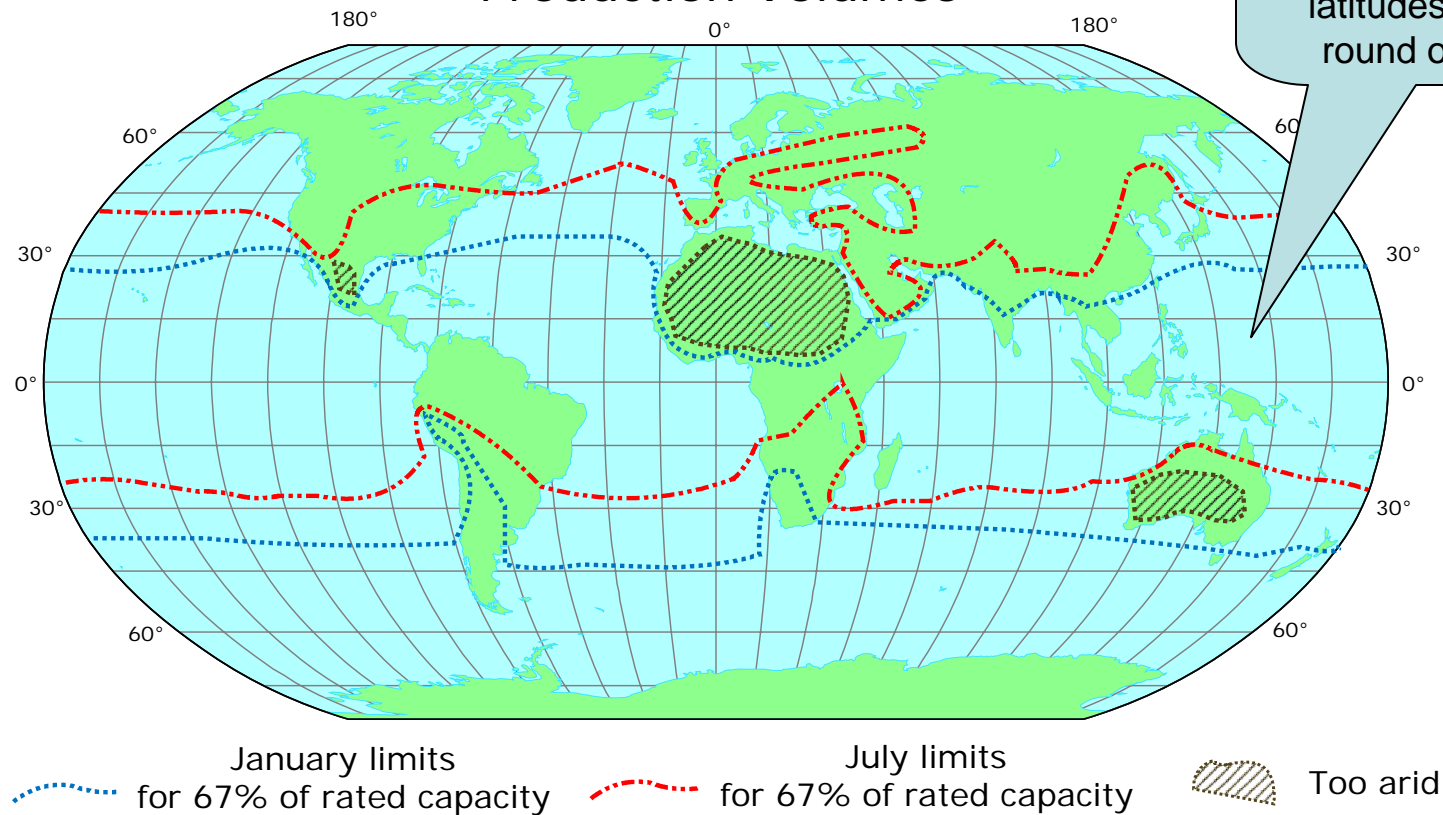 Production Volumes
latitudes
round o
180°
0°
180°
60°
60
30°
30°
0°
0°
30°
30°
60°
60°
January limits
for 67% of rated capacity
July limits
for 67% of rated capacity
Too arid